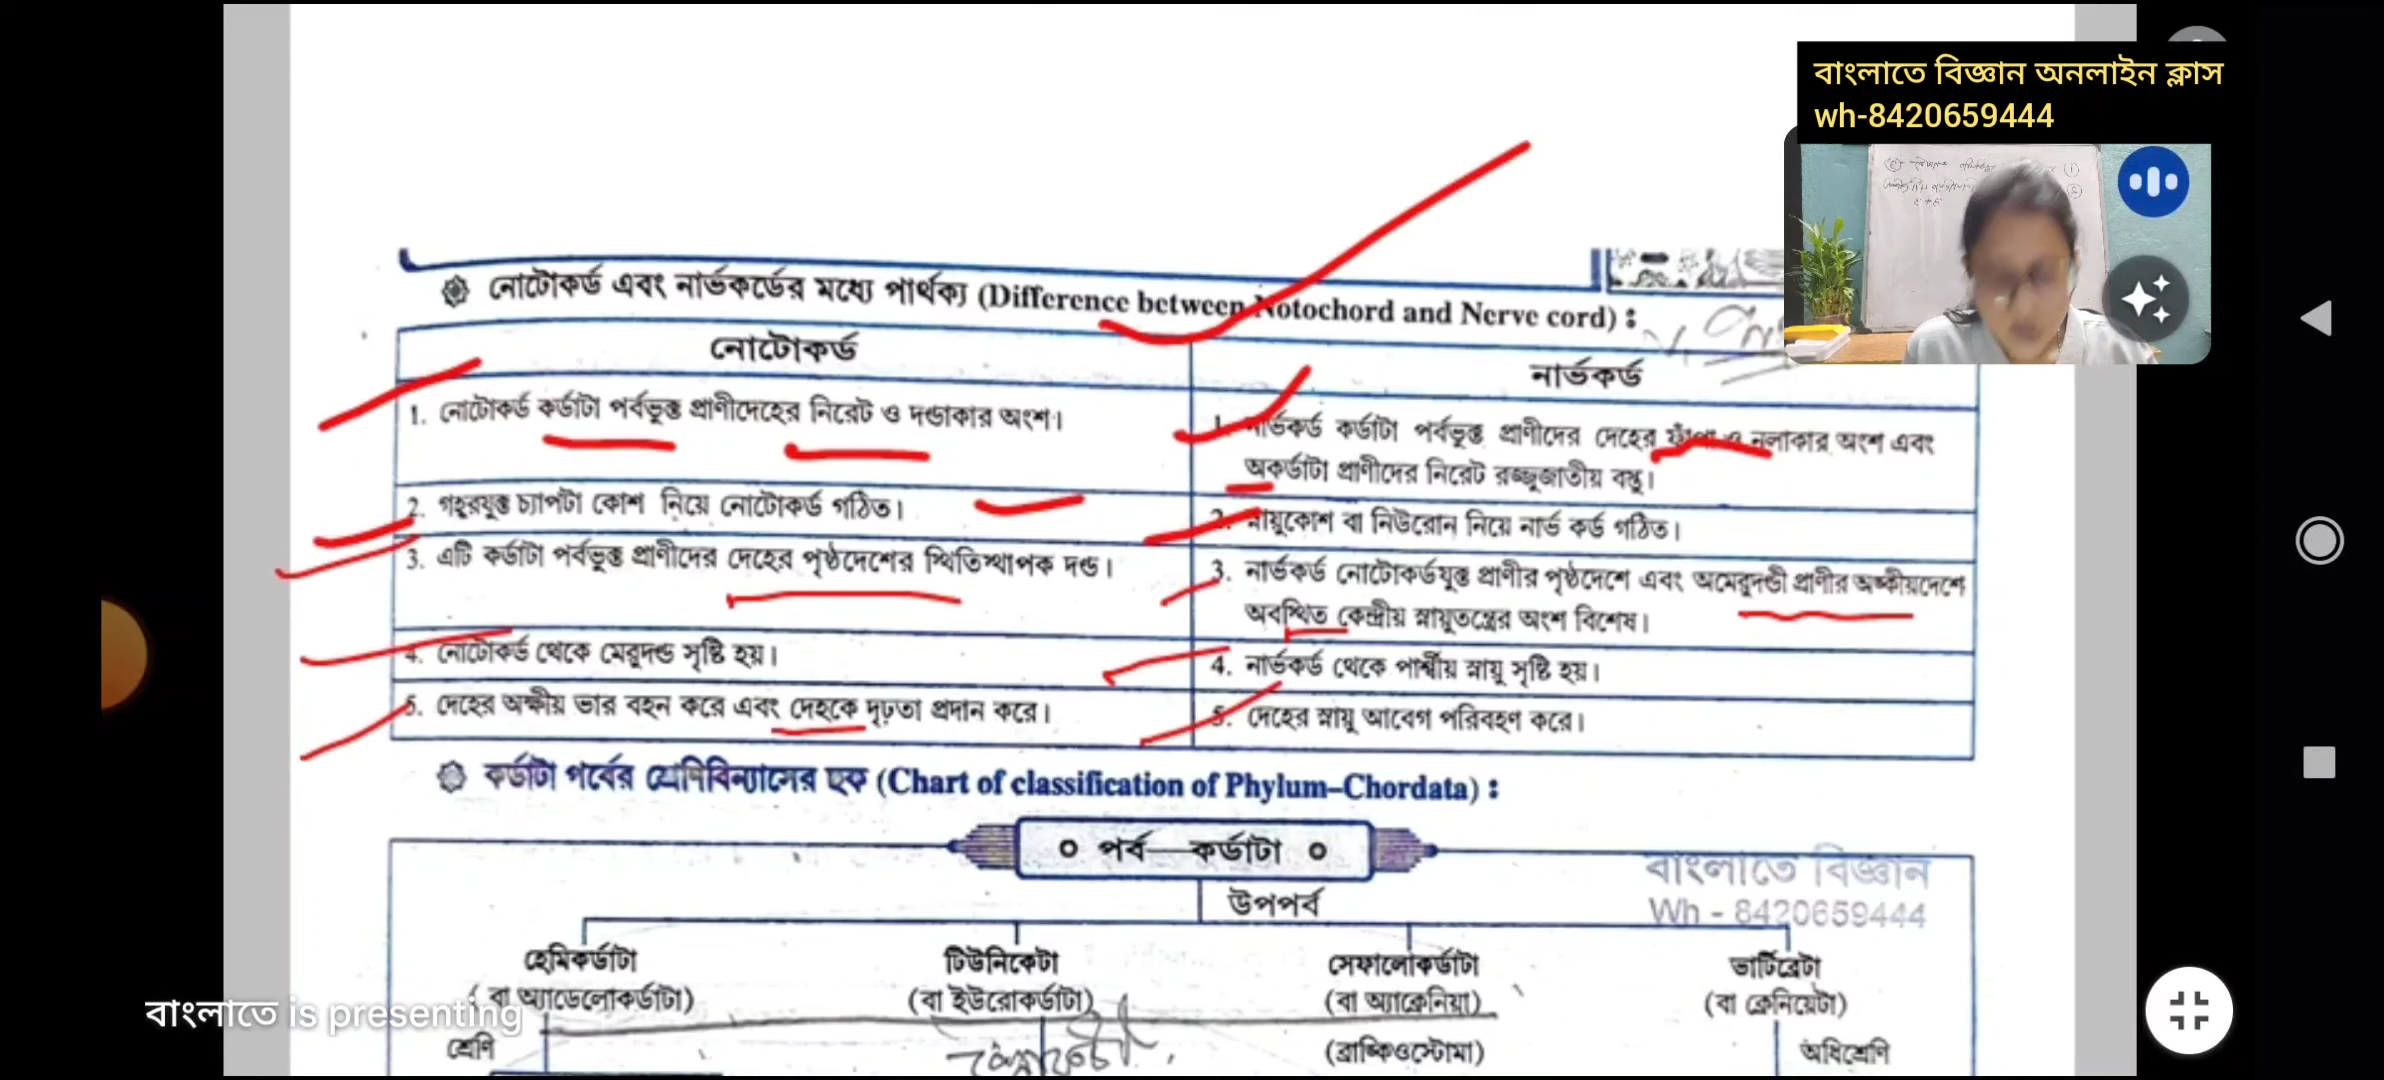 বাংলাতে বিজ্ঞান অনলাইন ক্লাস
wh-8420659444
নোটোকর্ড এবং নার্ভকর্ডের মধ্যে পার্থক্য (Difference between Notochord and Nerve cord) :
নোটোকর্ড
নার্ভকর্ড
1. নোটোকর্ড কর্ডাটা পর্বভুক্ত প্রাণীদেহের নিরেট ও দন্ডাকার অংশ।
1. নার্ভকর্ড কর্ডাটা পর্বভুক্ত প্রাণীদের দেহের ফাঁপা ও নলাকার অংশ এবং
অকর্ডাটা প্রাণীদের নিরেট রজ্জুজাতীয় বস্তু।
2. গহ্বরযুক্ত চ্যাপটা কোশ নিয়ে নোটোকর্ড গঠিত।
2. স্নায়ুকোশ বা নিউরোন নিয়ে নার্ভ কর্ড গঠিত।
3. এটি কর্ডাটা পর্বভুক্ত প্রাণীদের দেহের পৃষ্ঠদেশের স্থিতিস্থাপক দন্ড।
3. নার্ভকর্ড নোটোকর্ডযুক্ত প্রাণীর পৃষ্ঠদেশে এবং অমেরুদন্ডী প্রাণীর অঙ্কীয়দেশে
অবস্থিত কেন্দ্রীয় স্নায়ুতন্ত্রের অংশ বিশেষ।
4. নোটোকর্ড থেকে মেরুদন্ড সৃষ্টি হয়।
4. নার্ভকর্ড থেকে পার্শ্বীয় স্নায়ু সৃষ্টি হয়।
5. দেহের অক্ষীয় ভার বহন করে এবং দেহকে দৃঢ়তা প্রদান করে।
5. দেহের স্নায়ু আবেগ পরিবহণ করে।
কর্ডাটা পর্বের শ্রেণিবিন্যাসের ছক (Chart of classification of Phylum–Chordata) :
পর্ব—কর্ডাটা
উপপর্ব
বাংলাতে বিজ্ঞান
Wh - 8420659444
হেমিকর্ডাটা
টিউনিকেটা
সেফালোকর্ডাটা
ভার্টিব্রেটা
(বা অ্যাডেলোকর্ডাটা)
(বা ইউরোকর্ডাটা)
(বা অ্যাক্রেনিয়া)
(বা ক্রেনিয়েটা)
বাংলাতে is presenting
শ্রেণি
(ব্রাঙ্কিওস্টোমা)
অধিশ্রেণি